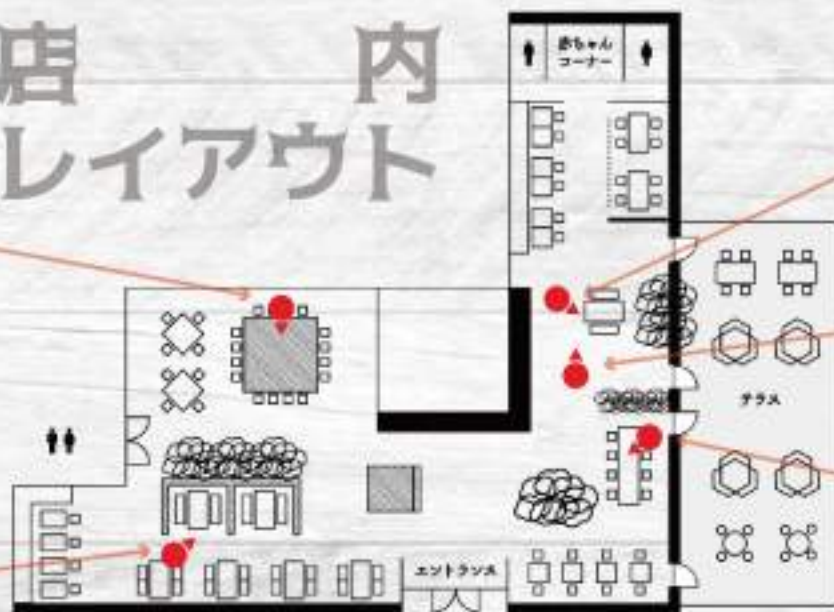 店　内
レイアウト
赤ちゃん
コーナー
テラス
エントランス